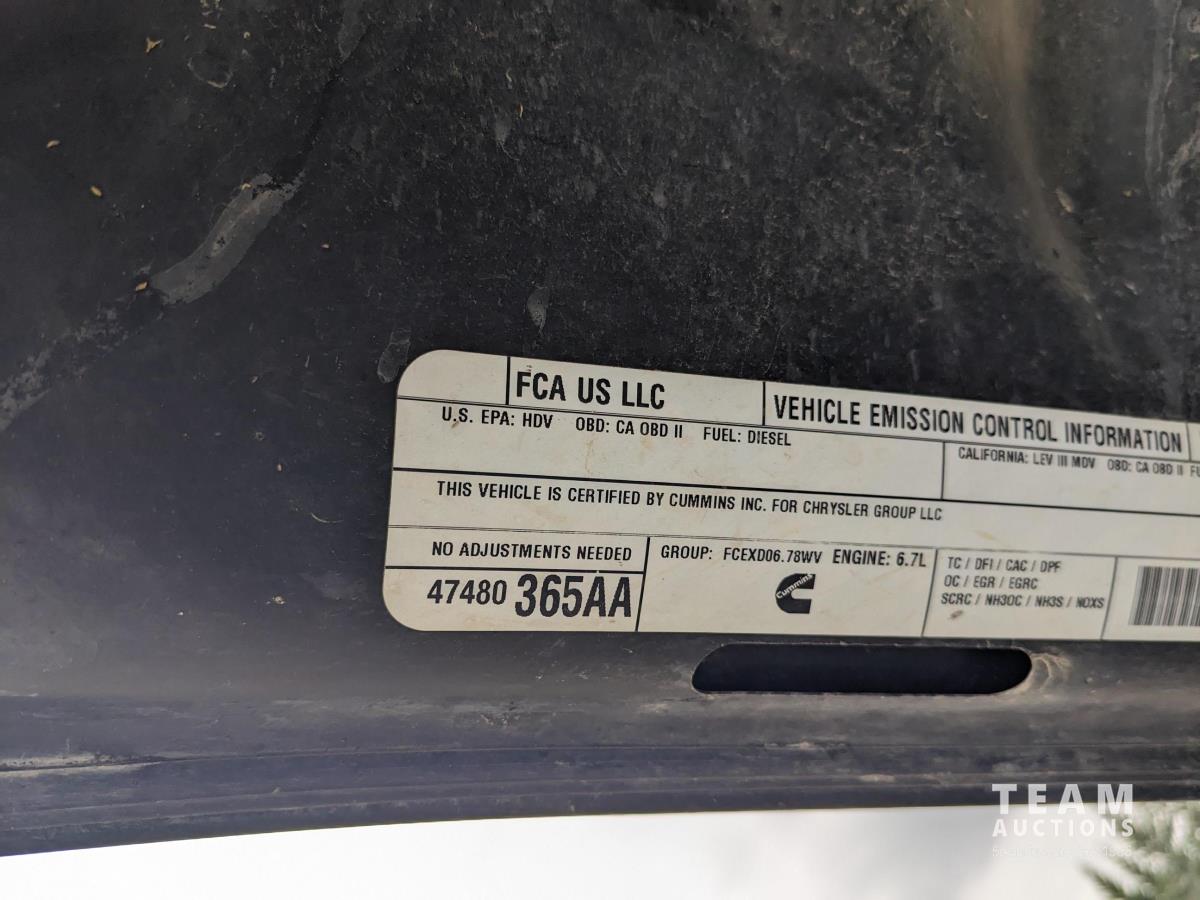 FCA US LLC
VEHICLE EMISSION CONTROL INFORMATION
U.S. EPA: HDV OBD: CA OBD II FUEL: DIESEL
CALIFORNIA: LEV III MDV OBD: CA OBD II
THIS VEHICLE IS CERTIFIED BY CUMMINS INC. FOR CHRYSLER GROUP LLC
NO ADJUSTMENTS NEEDED
47480 365AA
GROUP: FCEXD06.78WV ENGINE: 6.7L
Cummins
TC / DFI / CAC / DPF
OC / EGR / EGRC
SCRC / NH3OC / NH3S / NOXS
TEAM
AUCTIONS